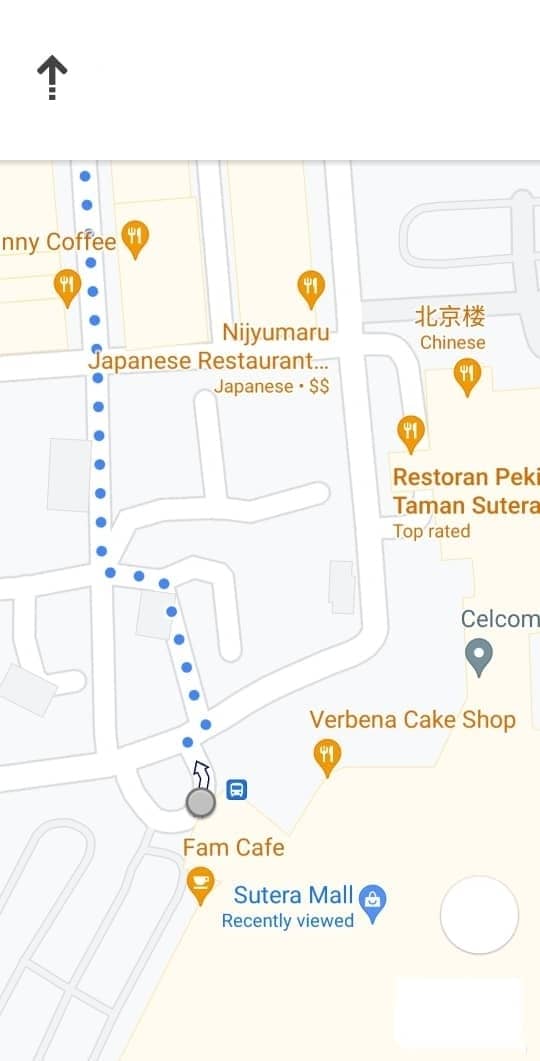 nny Coffee
Nijyumaru
Japanese Restaurant...
Japanese • $$
北京楼
Chinese
Restoran Peki
Taman Sutera
Top rated
Celcom
Verbena Cake Shop
Fam Cafe
Sutera Mall
Recently viewed